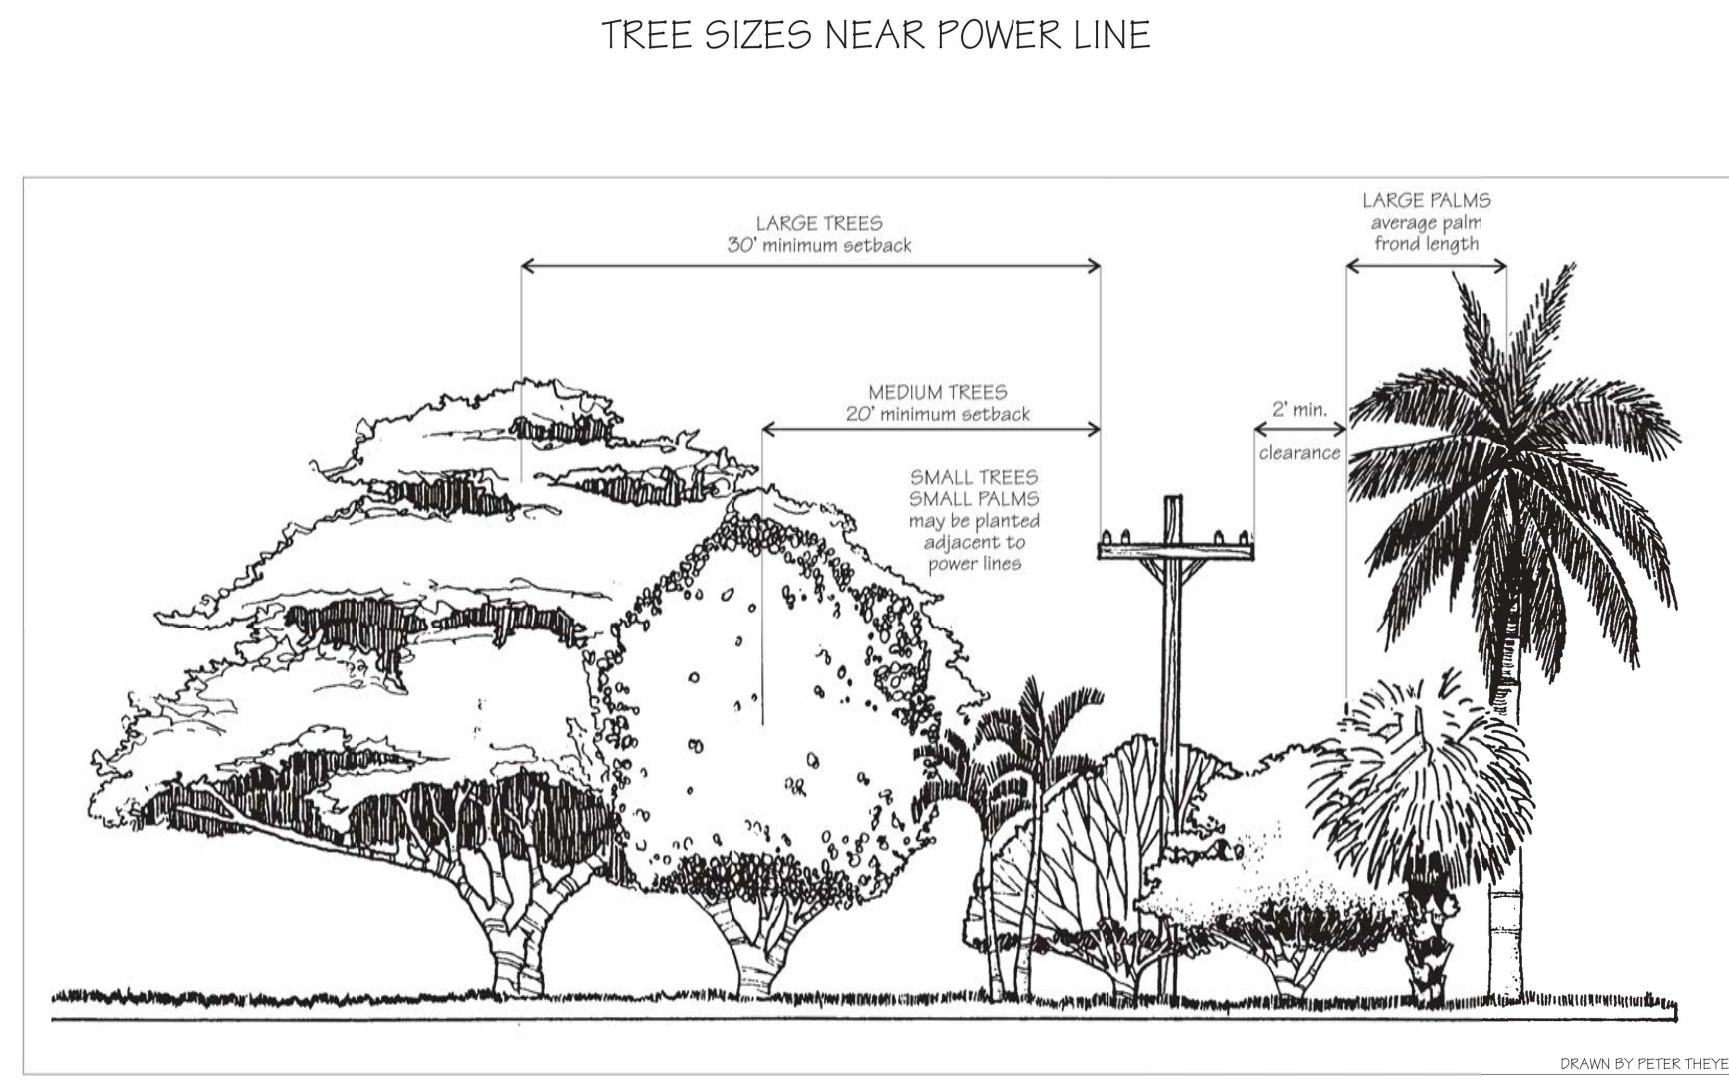 TREE SIZES NEAR POWER LINE
LARGE PALMS
average palm
frond length
LARGE TREES
30' minimum setback
MEDIUM TREES
20' minimum setback
2' min.
clearance
SMALL TREES
SMALL PALMS
may be planted
adjacent to
power lines
DRAWN BY PETER THEYE